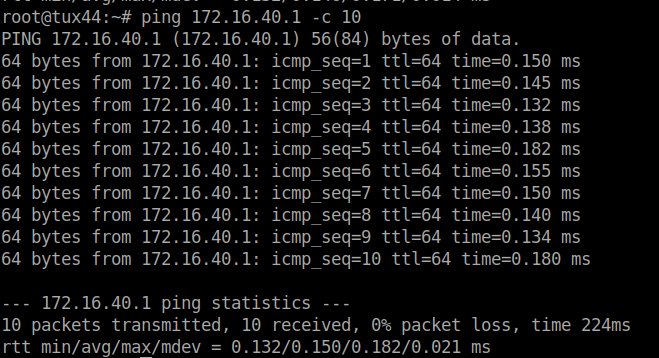 root@tux44:~# ping 172.16.40.1 -c 10
PING 172.16.40.1 (172.16.40.1) 56(84) bytes of data.
64 bytes from 172.16.40.1: icmp_seq=1 ttl=64 time=0.150 ms
64 bytes from 172.16.40.1: icmp_seq=2 ttl=64 time=0.145 ms
64 bytes from 172.16.40.1: icmp_seq=3 ttl=64 time=0.132 ms
64 bytes from 172.16.40.1: icmp_seq=4 ttl=64 time=0.138 ms
64 bytes from 172.16.40.1: icmp_seq=5 ttl=64 time=0.182 ms
64 bytes from 172.16.40.1: icmp_seq=6 ttl=64 time=0.155 ms
64 bytes from 172.16.40.1: icmp_seq=7 ttl=64 time=0.150 ms
64 bytes from 172.16.40.1: icmp_seq=8 ttl=64 time=0.140 ms
64 bytes from 172.16.40.1: icmp_seq=9 ttl=64 time=0.134 ms
64 bytes from 172.16.40.1: icmp_seq=10 ttl=64 time=0.180 ms
--- 172.16.40.1 ping statistics ---
10 packets transmitted, 10 received, 0% packet loss, time 224ms
rtt min/avg/max/mdev = 0.132/0.150/0.182/0.021 ms